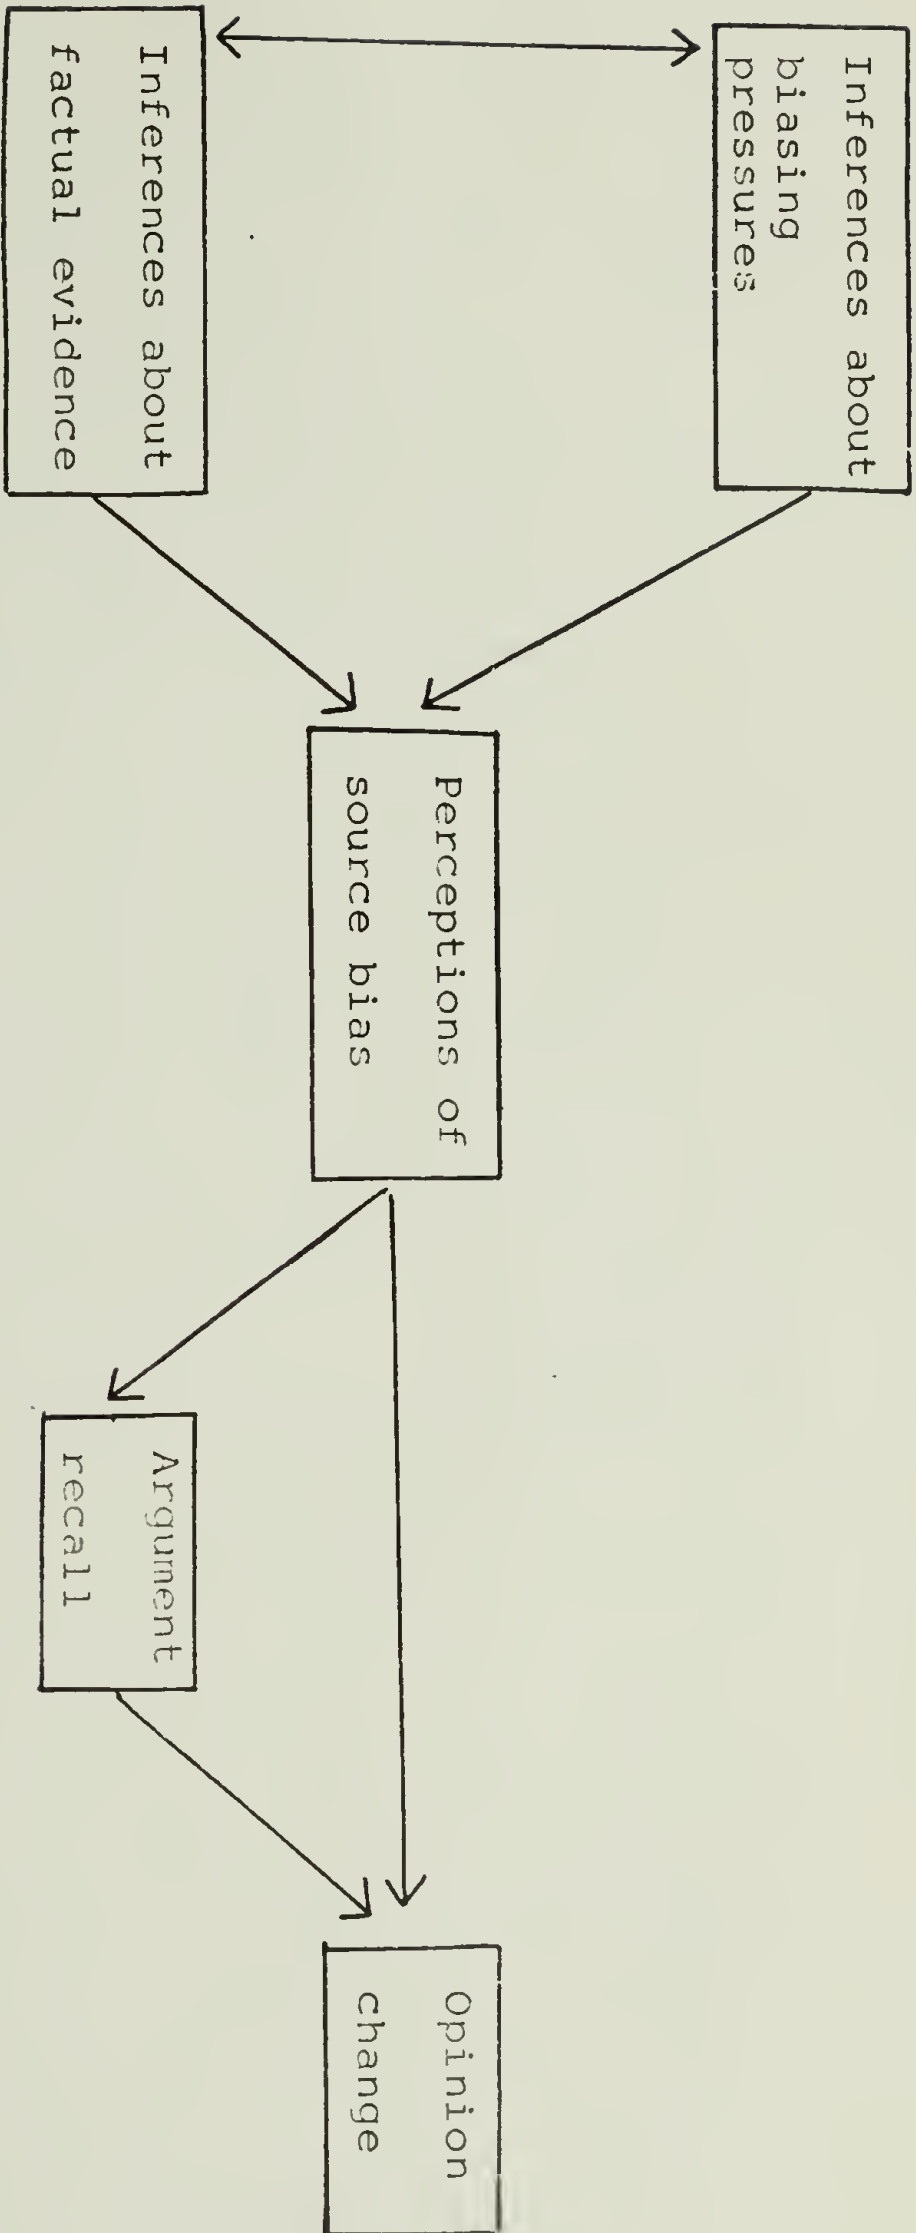 Inferences about
biasing
pressures
Inferences about
factual evidence
Perceptions of
source bias
Argument
recall
Opinion
change